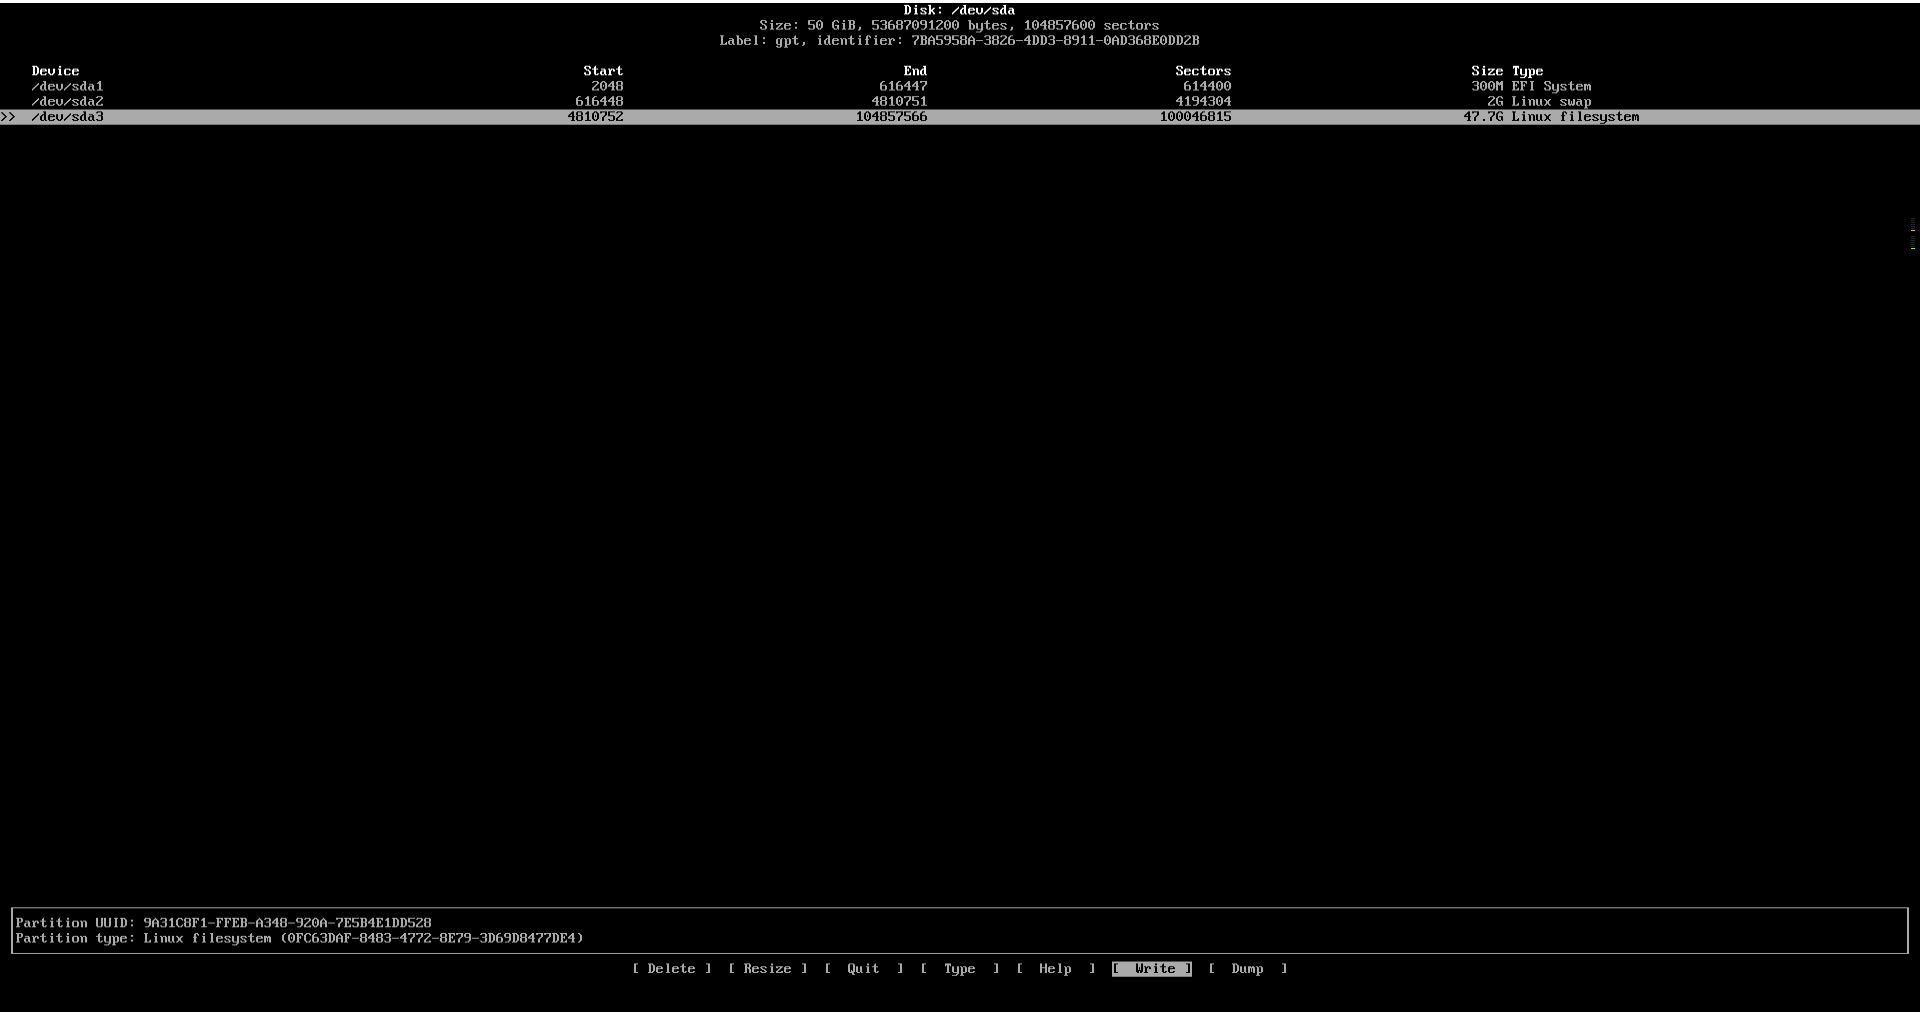 Disk: /dev/sda
Size: 50 GiB, 53687091200 bytes, 104857600 sectors
Label: gpt, identifier: 7BA5958A-3826-4DD3-8911-0AD368E0DD2B
Device Start End Sectors Size Type
/dev/sda1 2048 616447 614400 300M EFI System
/dev/sda2 616448 4810751 4194304 2G Linux swap
>> /dev/sda3 4810752 104857566 100046815 47.7G Linux filesystem
Partition UUID: 9A31C8F1-FFEB-A348-920A-7E5B4E1DD528
Partition type: Linux filesystem (0FC63DAF-8483-4772-8E79-3D69D8477DE4)
[ Delete ] [ Resize ] [ Quit ] [ Type ] [ Help ] [ Write ] [ Dump ]